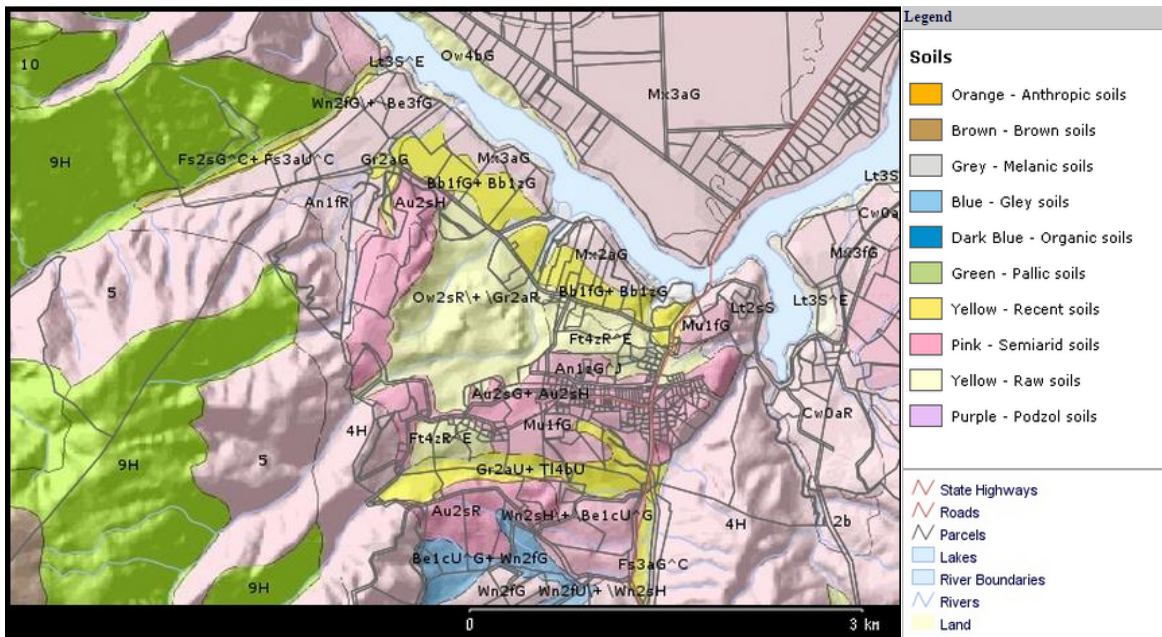 Legend
Soils
Orange - Anthropic soils
Brown - Brown soils
Grey - Melanic soils
Blue - Gley soils
Dark Blue - Organic soils
Green - Pallic soils
Yellow - Recent soils
Pink - Semiarid soils
Yellow - Raw soils
Purple - Podzol soils
State Highways
Roads
Parcels
Lakes
River Boundaries
Rivers
Land
10
Lt3S^E
Ow4bG
Mx3aG
Wn2fG\+ \Be3fG
9H
Fs2sG^C+ Fs3aU^C
Gr2aG
Mx3aG
Bb1fG+ Bb1zG
Lt3S
An1fR
Au2sH
Cw0a
Mx2aG
Mx3fG
5
Ow2sR\+ \Gr2aR
Bb1fG+ Bb1zG
Lt2sS
Lt3S^E
Mu1fG
Ft4zR^E
An1zG^J
Au2sG+ Au2sH
Cw0aR
4H
Mu1fG
Ft4zR^E
9H
5
Gr2aU+ Tl4bU
Au2sR
Wn2sH\+ \Be1cU^G
4H
2b
Be1cU^G+ Wn2fG
Fs3aG^C
9H
Wn2fG
Wn2fU\+ \Wn2sH
0
3 km